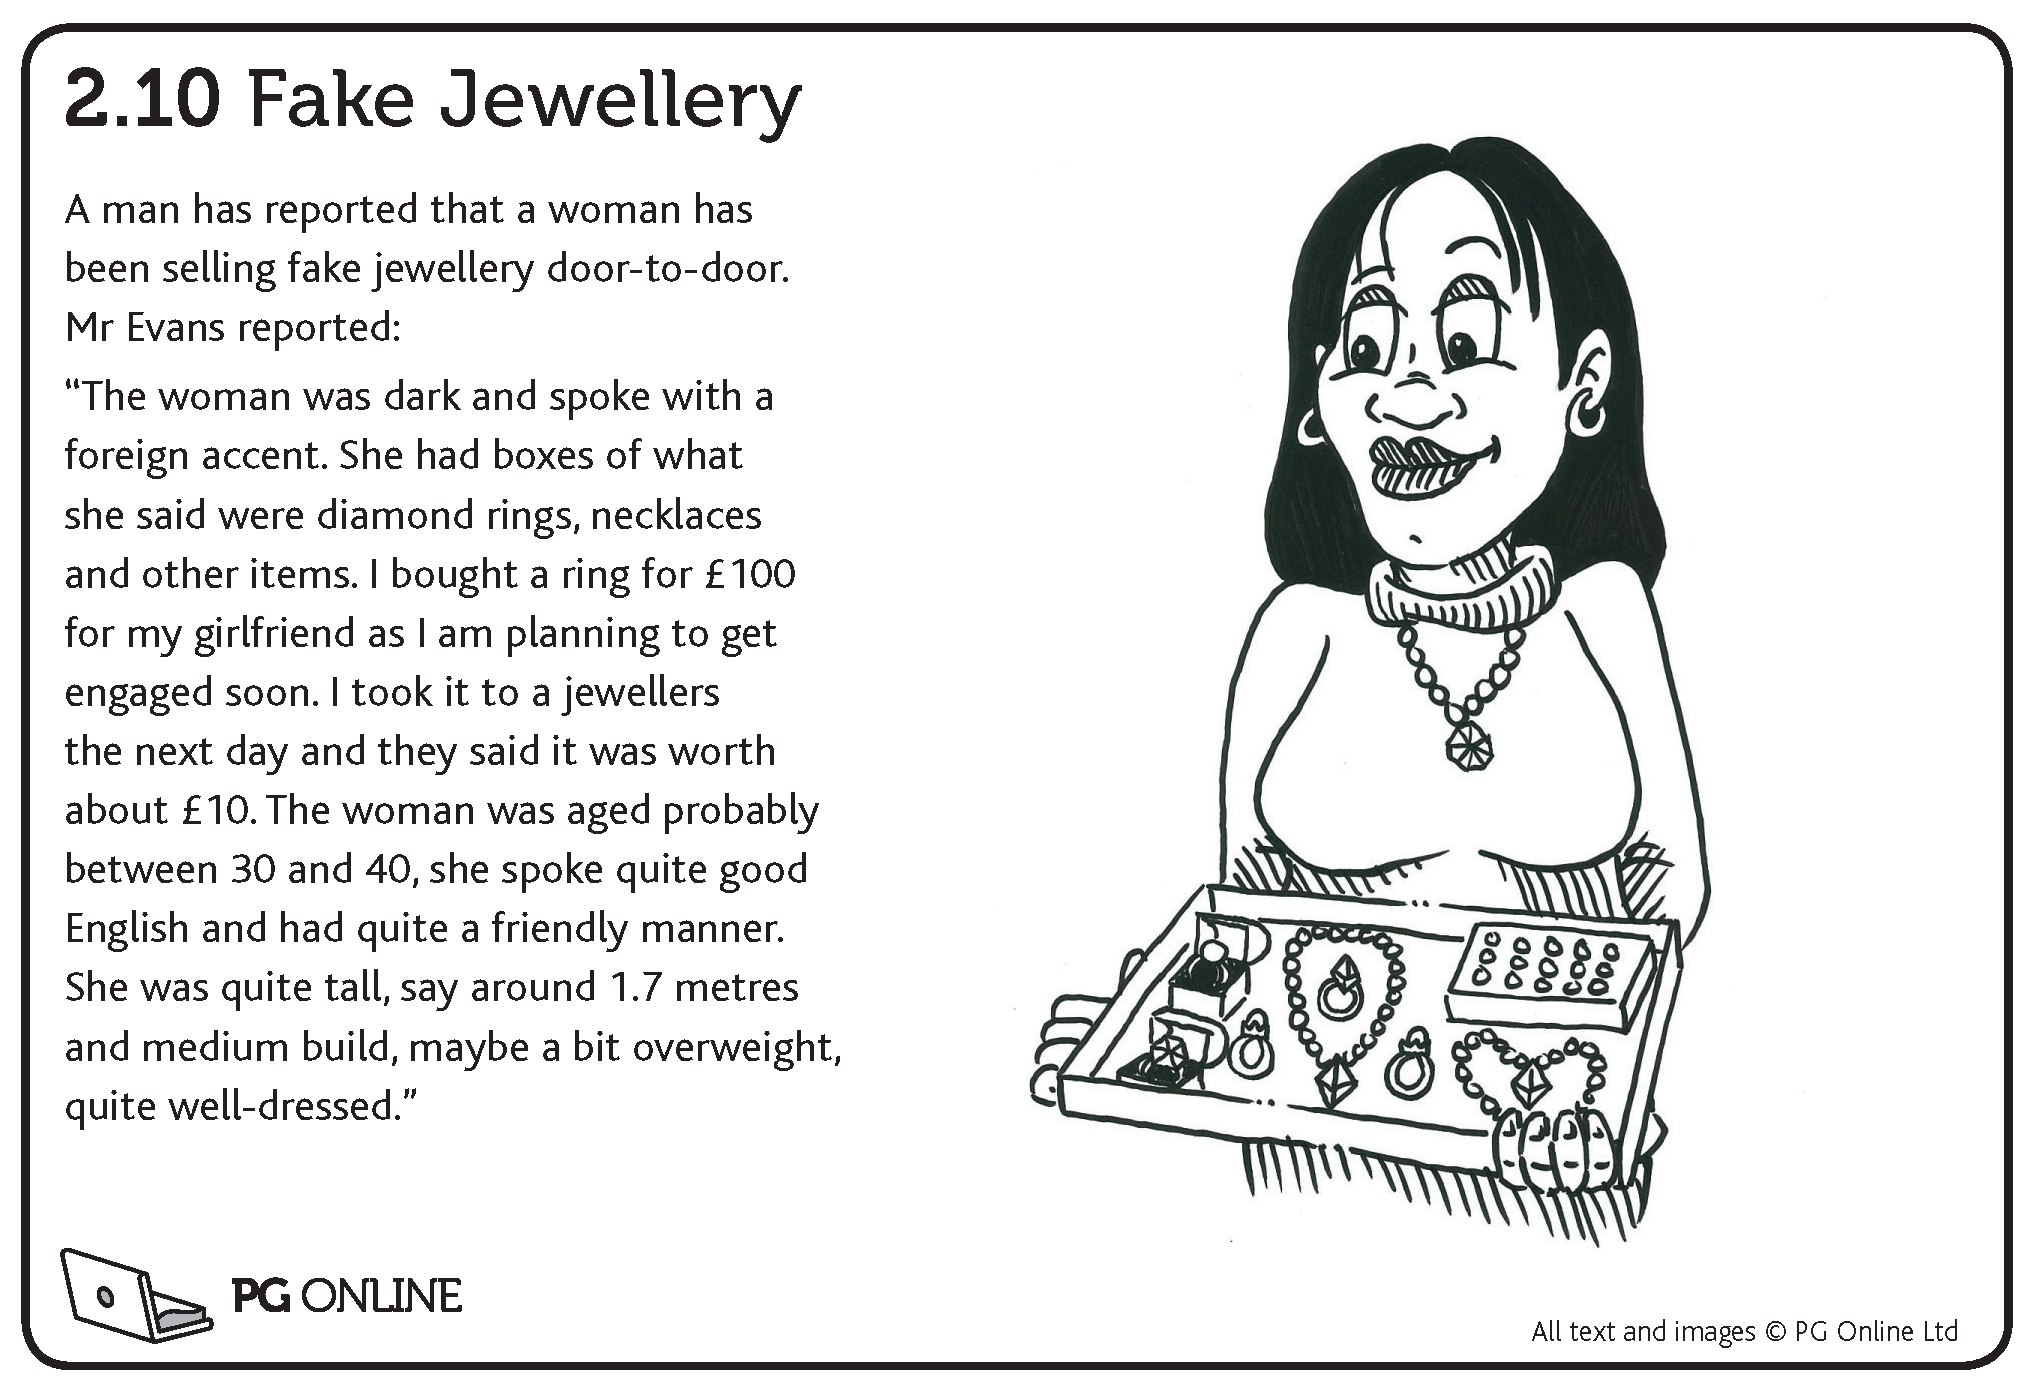 2.10 Fake Jewellery
A man has reported that a woman has
been selling fake jewellery door-to-door.
Mr Evans reported:
“The woman was dark and spoke with a
foreign accent. She had boxes of what
she said were diamond rings, necklaces
and other items. I bought a ring for £100
for my girlfriend as I am planning to get
engaged soon. I took it to a jewellers
the next day and they said it was worth
about £10. The woman was aged probably
between 30 and 40, she spoke quite good
English and had quite a friendly manner.
She was quite tall, say around 1.7 metres
and medium build, maybe a bit overweight,
quite well-dressed.”
PG ONLINE
All text and images © PG Online Ltd